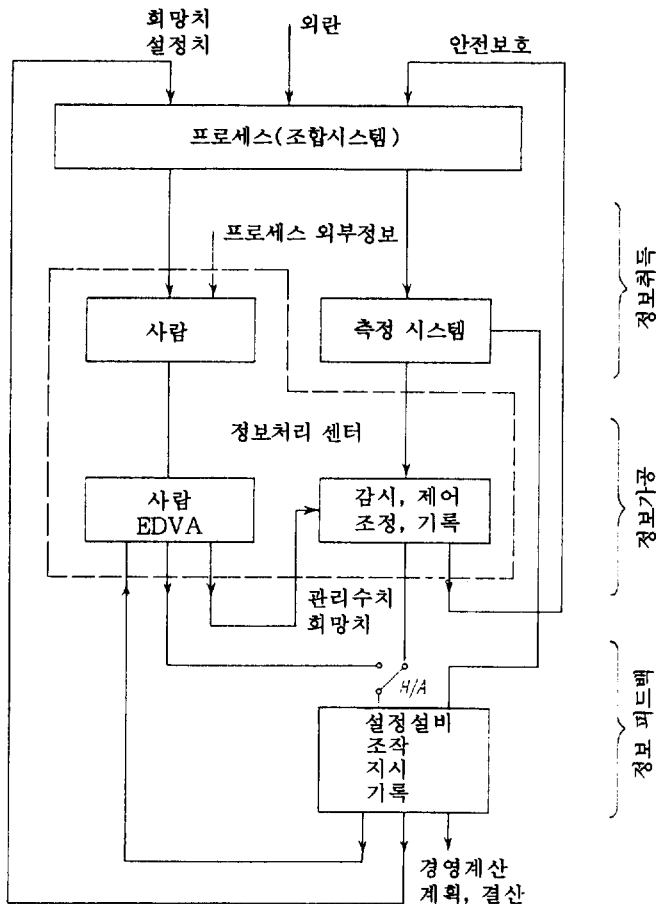 희망치
설정치
외란
안전보호
프로세스(조합시스템)
프로세스 외부정보
사람
측정 시스템
정보취득
정보처리 센터
사람
EDVA
감시, 제어
조정, 기록
정보가공
관리수치
희망치
H/A
설정설비
조작
지시
기록
정보 피드백
경영계산
계획, 결산